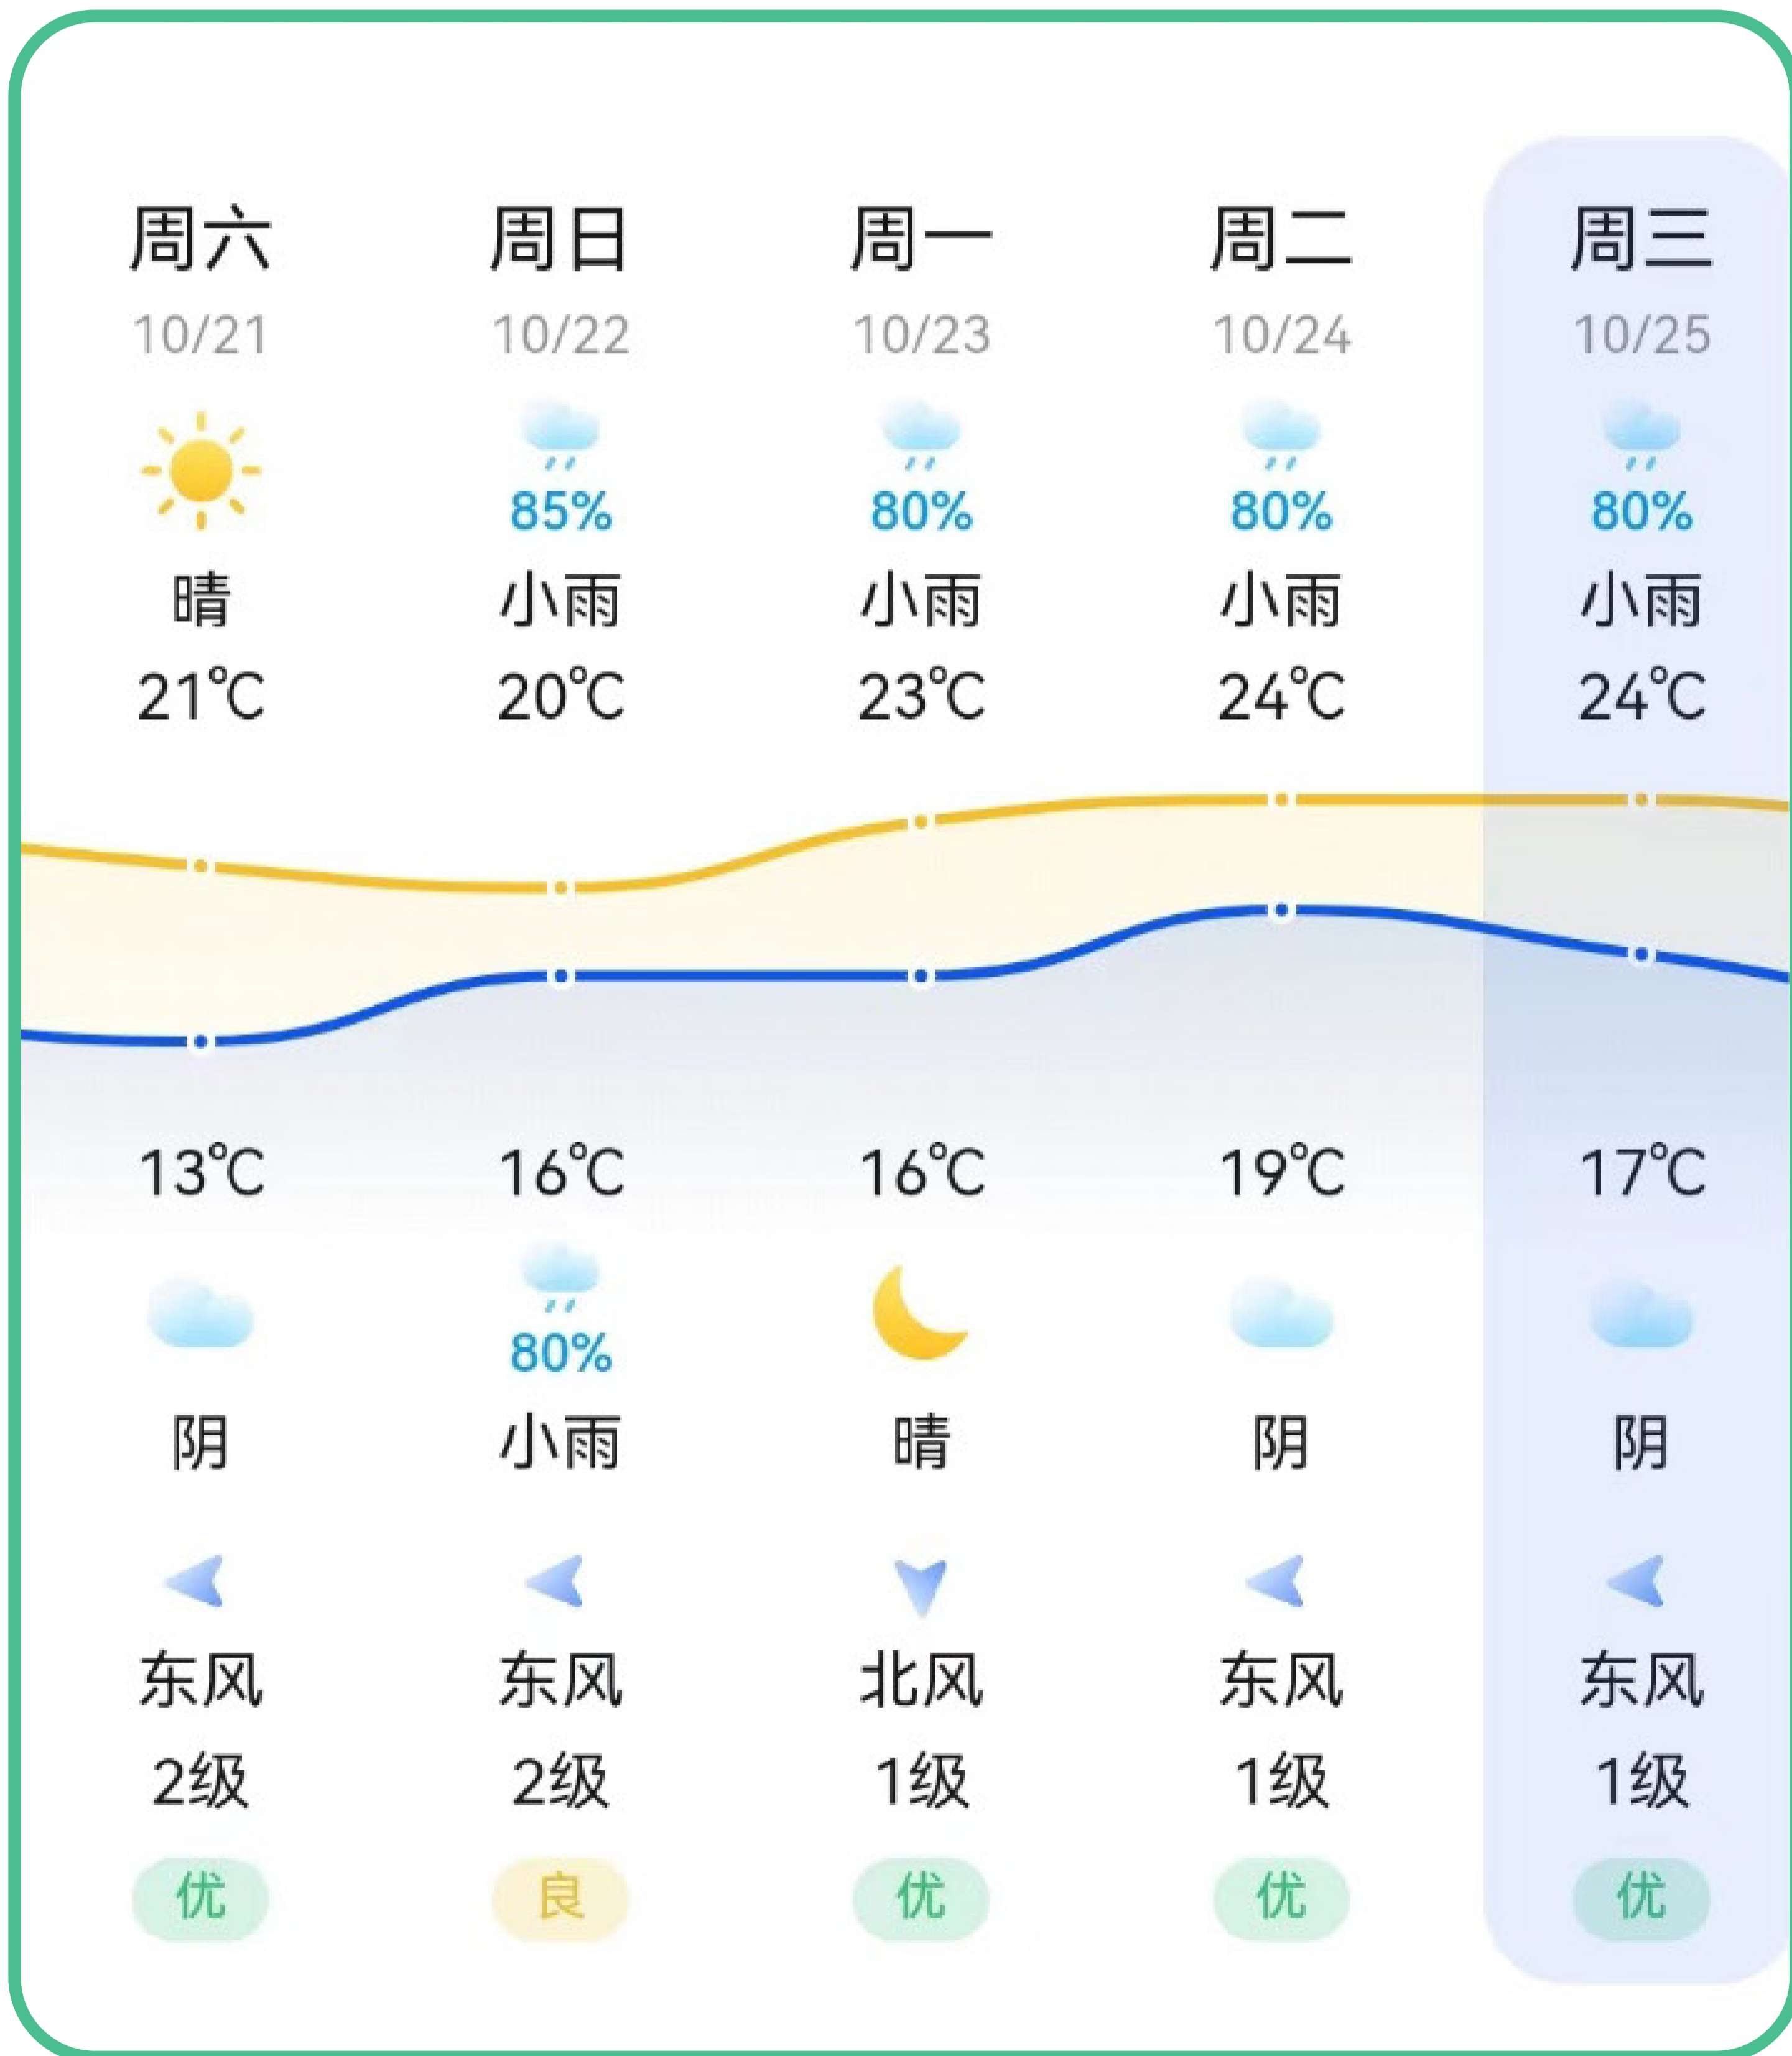 周六 周日 周一 周二 周三
10/21 10/22 10/23 10/24 10/25
85% 80% 80% 80%
晴 小雨 小雨 小雨 小雨
21℃ 20℃ 23℃ 24℃ 24℃
13℃ 16℃ 16℃ 19℃ 17℃
80%
阴 小雨 晴 阴 阴
东风 东风 北风 东风 东风
2级 2级 1级 1级 1级
优 良 优 优 优